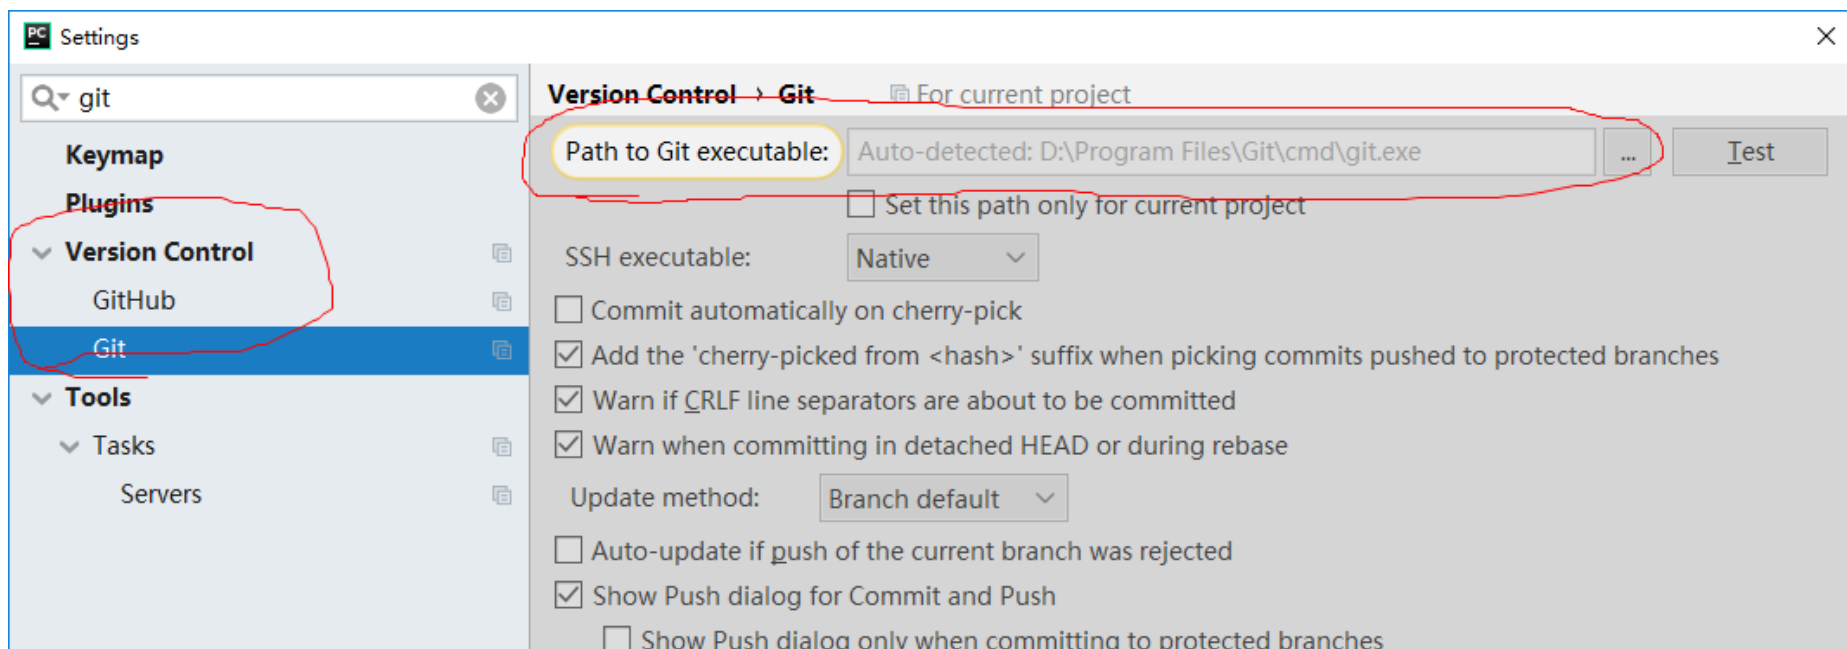 PC Settings
git
Keymap
Plugins
Version Control
GitHub
Git
Tools
Tasks
Servers
Version Control › Git For current project
Path to Git executable: Auto-detected: D:\Program Files\Git\cmd\git.exe ... Test
Set this path only for current project
SSH executable: Native
Commit automatically on cherry-pick
Add the 'cherry-picked from <hash>' suffix when picking commits pushed to protected branches
Warn if CRLF line separators are about to be committed
Warn when committing in detached HEAD or during rebase
Update method: Branch default
Auto-update if push of the current branch was rejected
Show Push dialog for Commit and Push
Show Push dialog only when committing to protected branches